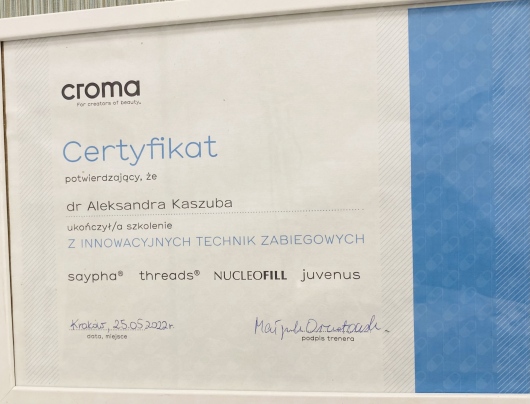 croma
For creators of beauty.
Certyfikat
potwierdzający, że
dr Aleksandra Kaszuba
ukończył/a szkolenie
Z INNOWACYJNYCH TECHNIK ZABIEGOWYCH
saypha® threads® NUCLEOFILL juvenus
Kraków, 25.05.2022r.
data, miejsce
podpis trenera